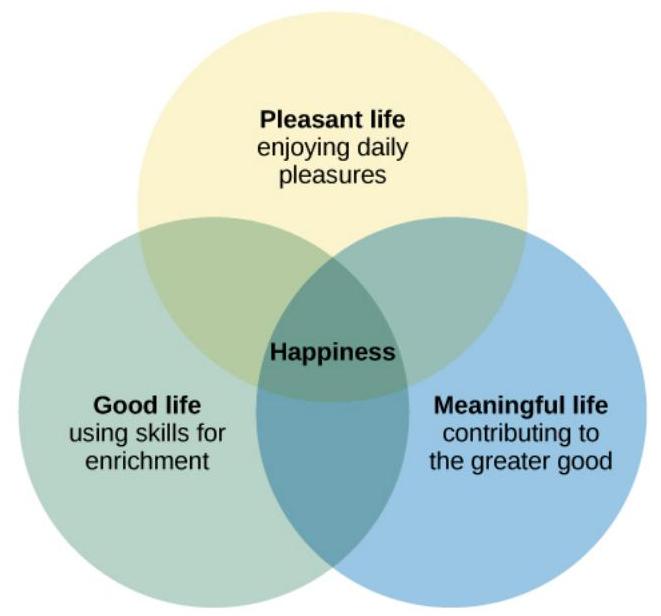 Pleasant life
enjoying daily
pleasures
Happiness
Good life
using skills for
enrichment
Meaningful life
contributing to
the greater good